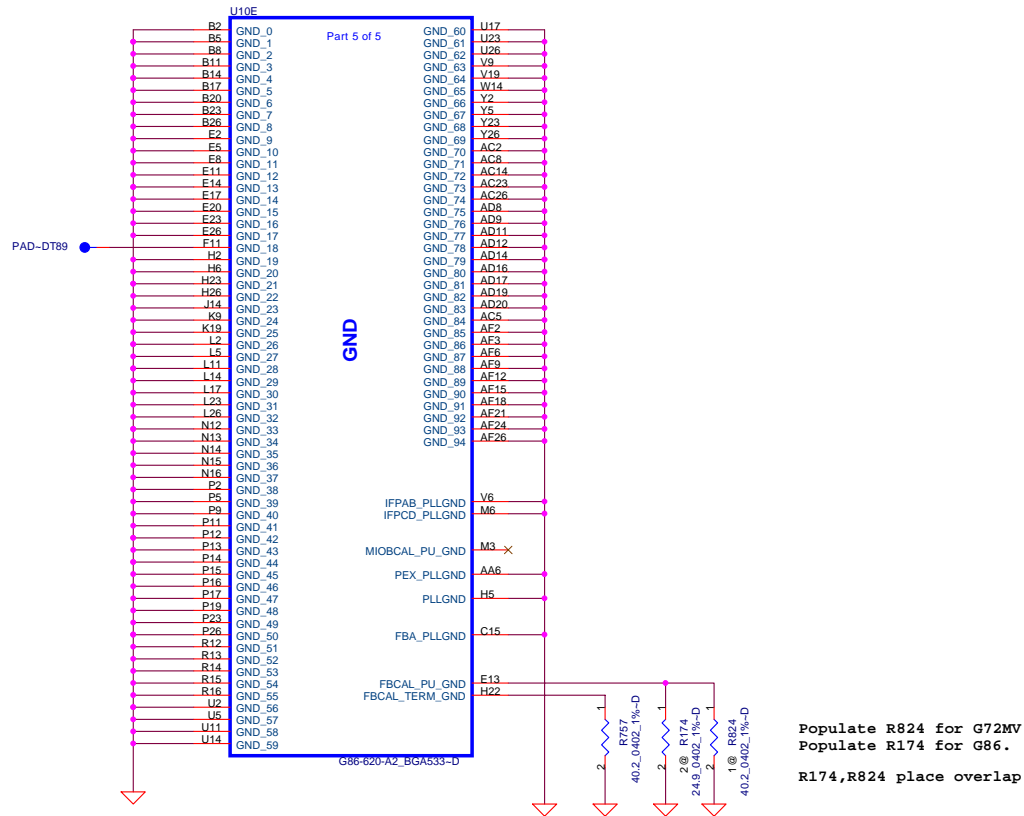 U10E
Part 5 of 5
B2 GND_0
B5 GND_1
B8 GND_2
B11 GND_3
B14 GND_4
B17 GND_5
B20 GND_6
B23 GND_7
B26 GND_8
E2 GND_9
E5 GND_10
E8 GND_11
E11 GND_12
E14 GND_13
E17 GND_14
E20 GND_15
E23 GND_16
E26 GND_17
PAD~DT89 F11 GND_18
H2 GND_19
H6 GND_20
H23 GND_21
H26 GND_22
J14 GND_23
K9 GND_24
K19 GND_25
L2 GND_26
L5 GND_27
L11 GND_28
L14 GND_29
L17 GND_30
L23 GND_31
L26 GND_32
N12 GND_33
N13 GND_34
N14 GND_35
N15 GND_36
N16 GND_37
P2 GND_38
P5 GND_39
P9 GND_40
P11 GND_41
P12 GND_42
P13 GND_43
P14 GND_44
P15 GND_45
P16 GND_46
P17 GND_47
P19 GND_48
P23 GND_49
P26 GND_50
R12 GND_51
R13 GND_52
R14 GND_53
R15 GND_54
R16 GND_55
U2 GND_56
U5 GND_57
U11 GND_58
U14 GND_59
GND
GND_60 U17
GND_61 U23
GND_62 U26
GND_63 V9
GND_64 V19
GND_65 W14
GND_66 Y2
GND_67 Y5
GND_68 Y23
GND_69 Y26
GND_70 AC2
GND_71 AC8
GND_72 AC14
GND_73 AC23
GND_74 AC26
GND_75 AD8
GND_76 AD9
GND_77 AD11
GND_78 AD12
GND_79 AD14
GND_80 AD16
GND_81 AD17
GND_82 AD19
GND_83 AD20
GND_84 AC5
GND_85 AF2
GND_86 AF3
GND_87 AF6
GND_88 AF9
GND_89 AF12
GND_90 AF15
GND_91 AF18
GND_92 AF21
GND_93 AF24
GND_94 AF26
IFPAB_PLLGND V6
IFPCD_PLLGND M6
MIOBCAL_PU_GND M3
PEX_PLLGND AA6
PLLGND H5
FBA_PLLGND C15
FBCAL_PU_GND E13
FBCAL_TERM_GND H22
G86-620-A2_BGA533~D
1
2
R757
40.2_0402_1%~D
1
2
2@ R174
24.9_0402_1%~D
1
2
1@ R824
40.2_0402_1%~D
Populate R824 for G72MV
Populate R174 for G86.
R174,R824 place overlap